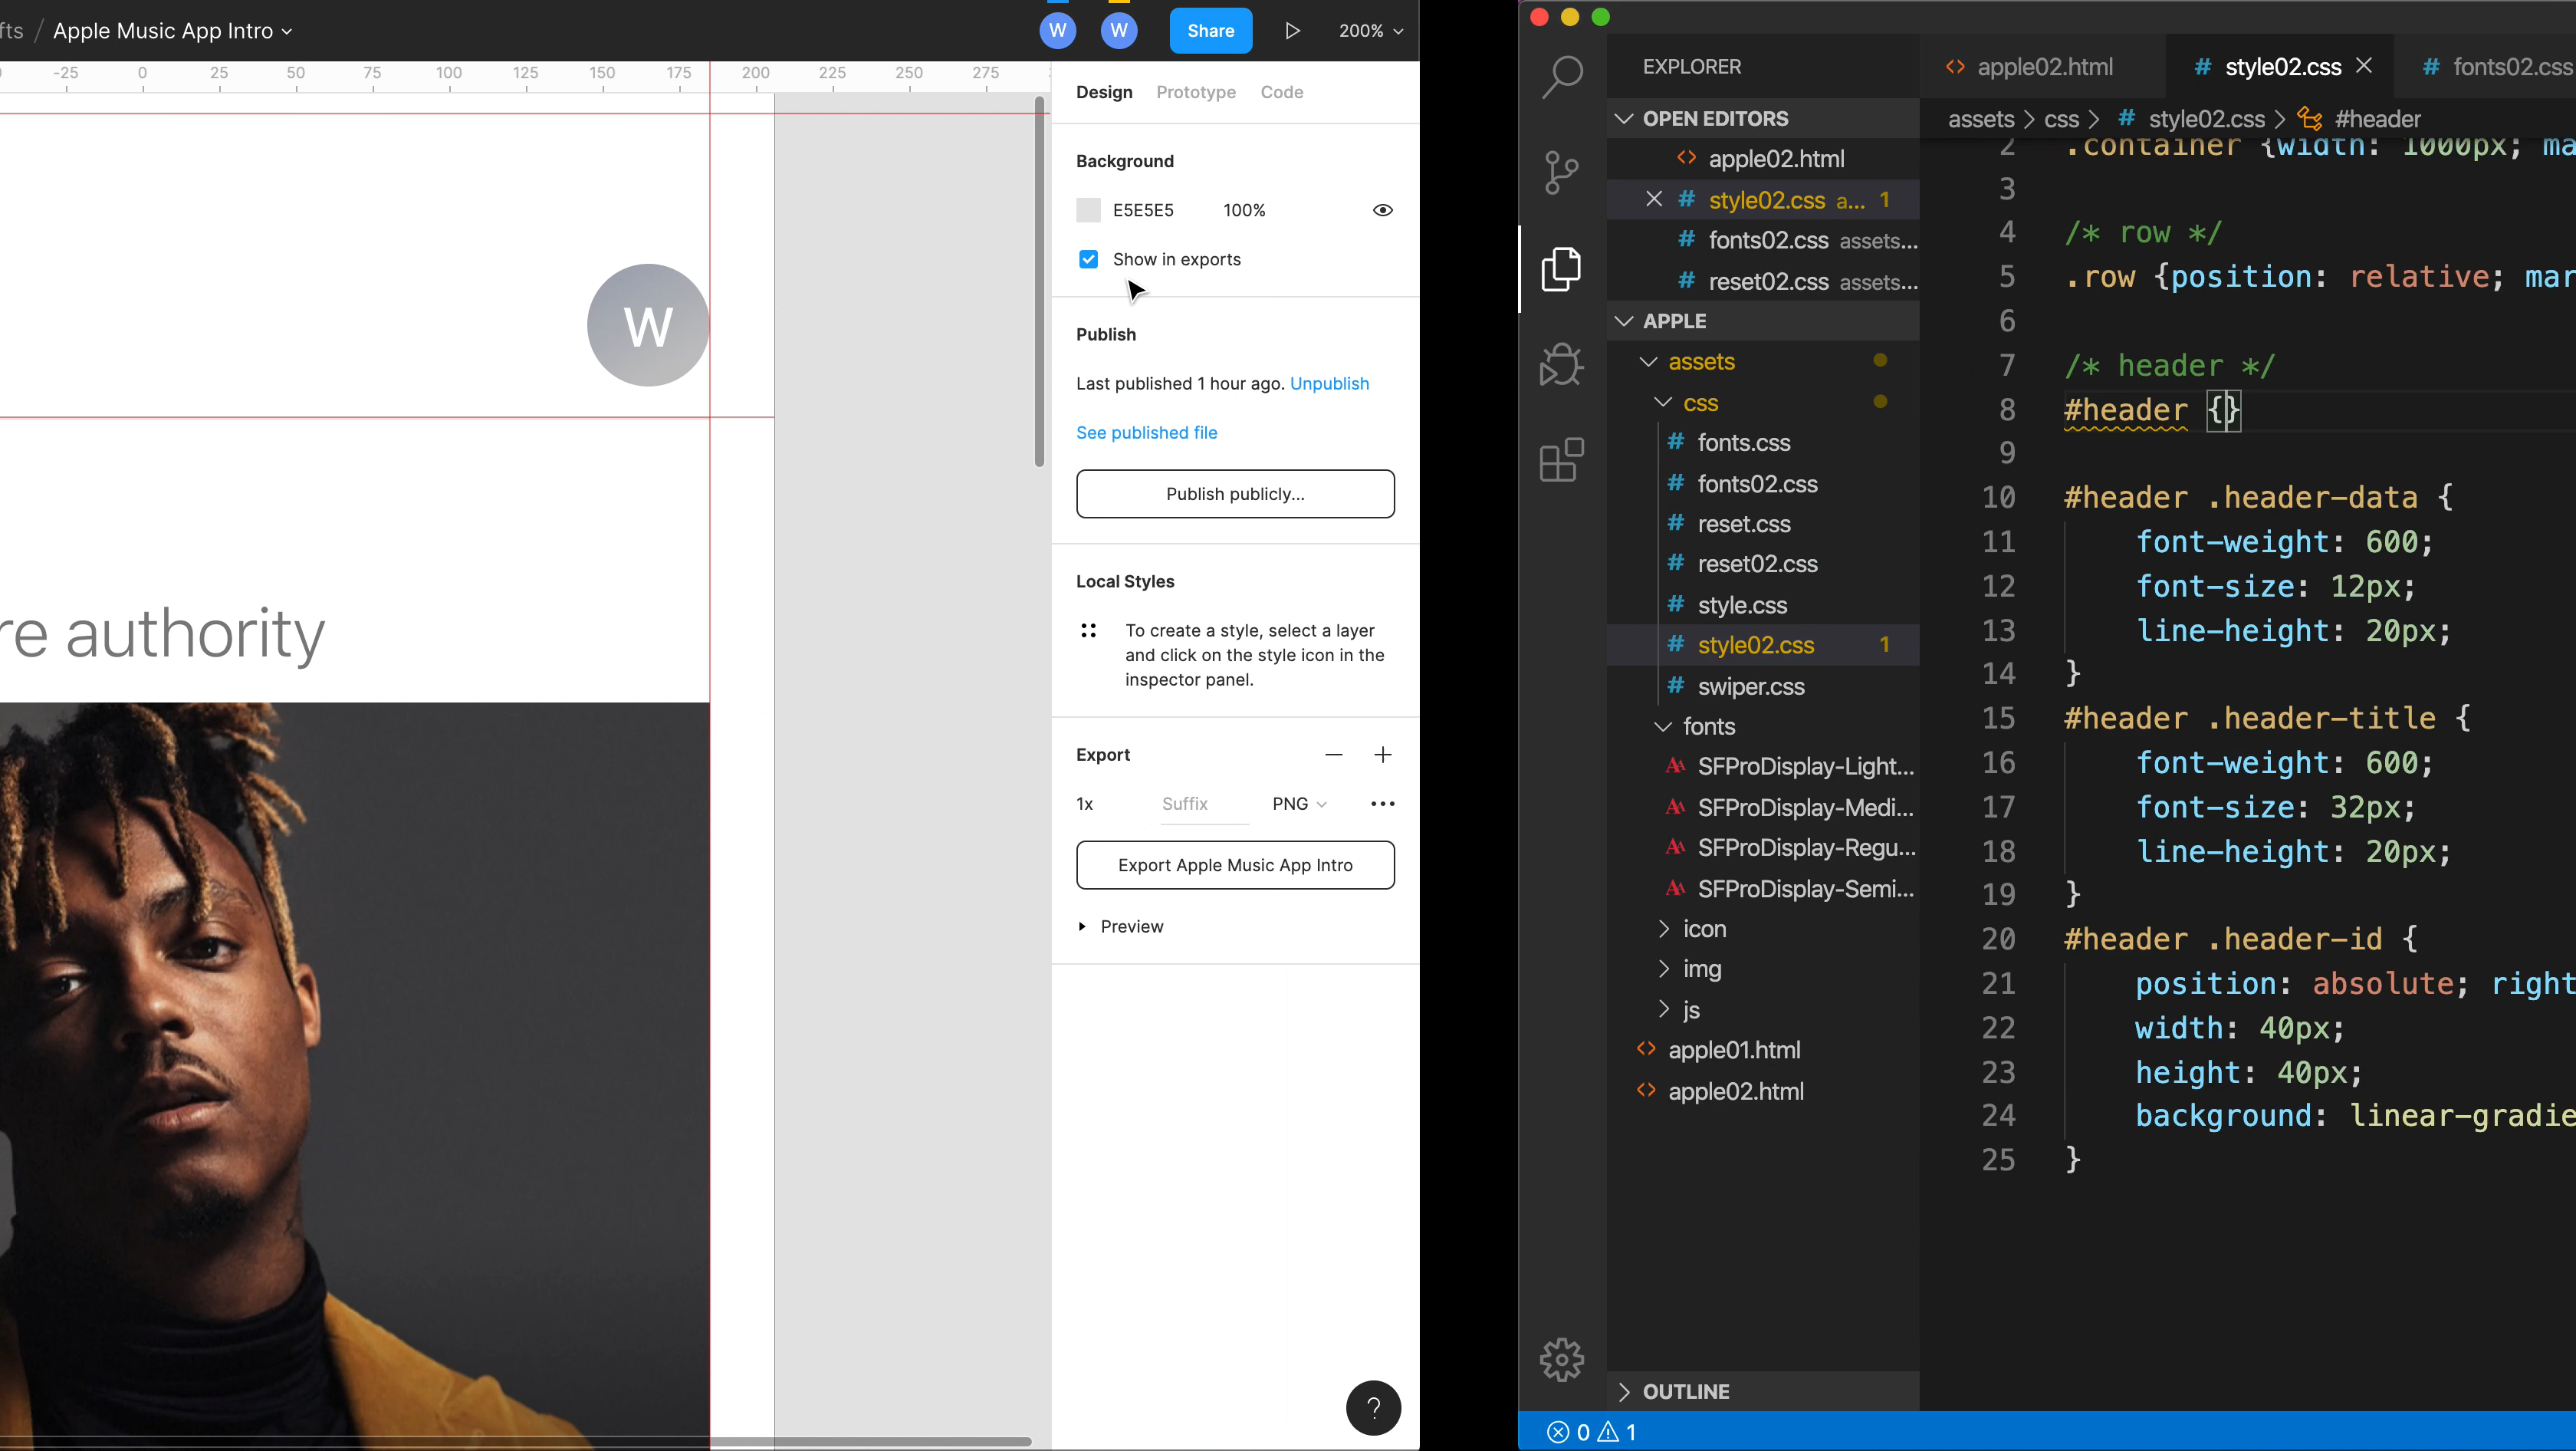 fts / Apple Music App Intro
W
W
Share
200%
-25 0 25 50 75 100 125 150 175 200 225 250 275
W
re authority
Design Prototype Code
Background
E5E5E5 100%
Show in exports
Publish
Last published 1 hour ago. Unpublish
See published file
Publish publicly...
Local Styles
To create a style, select a layer
and click on the style icon in the
inspector panel.
Export
1x Suffix PNG
Export Apple Music App Intro
Preview
?
EXPLORER
OPEN EDITORS
<> apple02.html
# style02.css a... 1
# fonts02.css assets...
# reset02.css assets...
APPLE
assets
css
# fonts.css
# fonts02.css
# reset.css
# reset02.css
# style.css
# style02.css 1
# swiper.css
fonts
SFProDisplay-Light...
SFProDisplay-Medi...
SFProDisplay-Regu...
SFProDisplay-Semi...
icon
img
js
<> apple01.html
<> apple02.html
OUTLINE
0 1
<> apple02.html # style02.css # fonts02.css
assets > css > # style02.css > #header
2 .container {width: 1000px; ma
3
4 /* row */
5 .row {position: relative; mar
6
7 /* header */
8 #header {}
9
10 #header .header-data {
11 font-weight: 600;
12 font-size: 12px;
13 line-height: 20px;
14 }
15 #header .header-title {
16 font-weight: 600;
17 font-size: 32px;
18 line-height: 20px;
19 }
20 #header .header-id {
21 position: absolute; right
22 width: 40px;
23 height: 40px;
24 background: linear-gradie
25 }